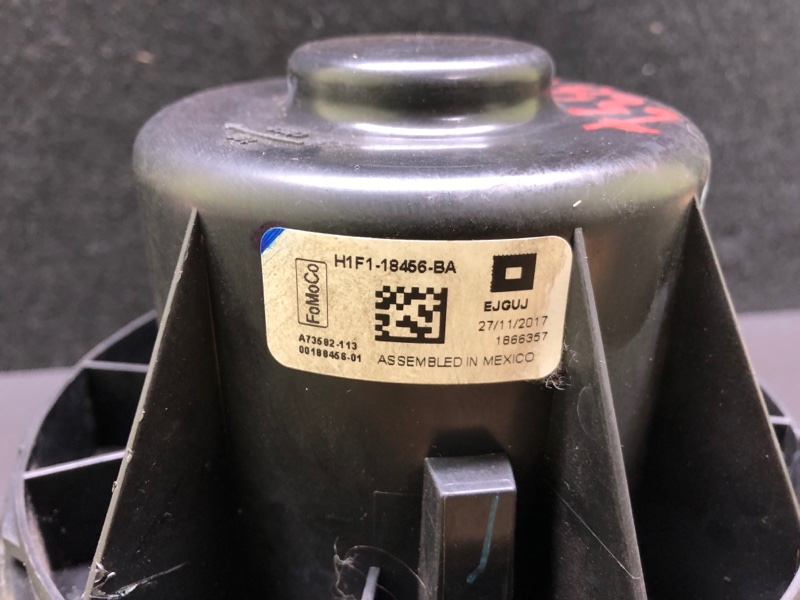 H1F1-18456-BA
FoMoCo
EJGUJ
27/11/2017
1866357
A73582-113
00188456-01
ASSEMBLED IN MEXICO